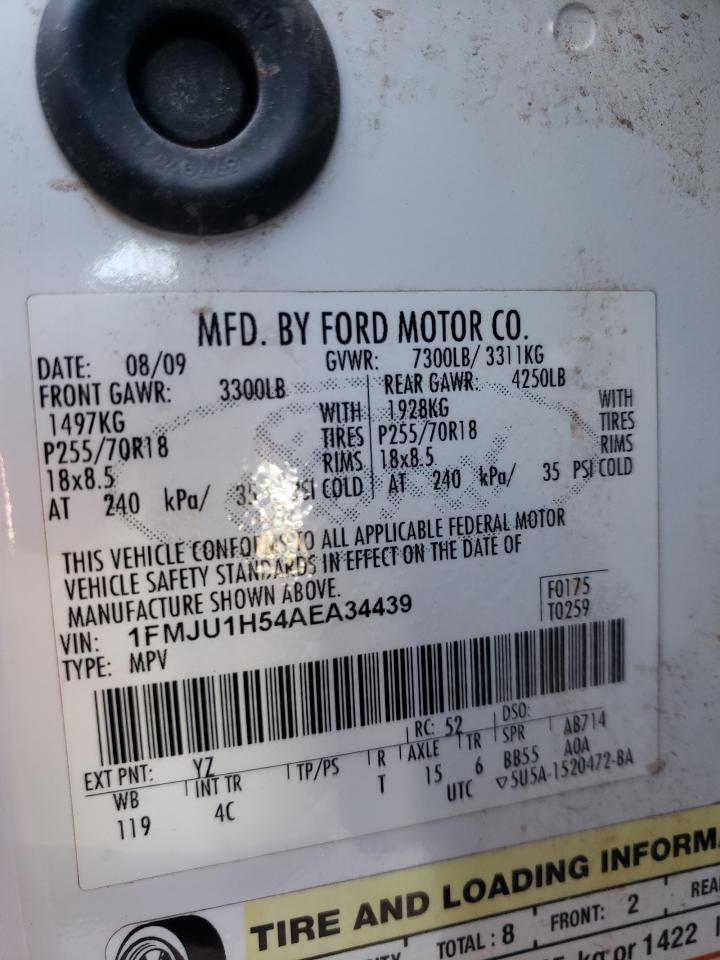 MFD. BY FORD MOTOR CO.
DATE: 08/09 GVWR: 7300LB/ 3311KG
FRONT GAWR: 3300LB REAR GAWR: 4250LB
1497KG WITH 1928KG WITH
P255/70R18 TIRES P255/70R18 TIRES
18x8.5 RIMS 18x8.5 RIMS
AT 240 kPa/ 35 PSI COLD AT 240 kPa/ 35 PSI COLD
THIS VEHICLE CONFORMS TO ALL APPLICABLE FEDERAL MOTOR
VEHICLE SAFETY STANDARDS IN EFFECT ON THE DATE OF
MANUFACTURE SHOWN ABOVE.
VIN: 1FMJU1H54AEA34439 F0175
TYPE: MPV T0259
EXT PNT: YZ RC: 52 DSO:
WB INT TR TP/PS R AXLE TR SPR AB714
119 4C T 15 6 BB55 A0A
UTC ▽5U5A-1520472-BA
TIRE AND LOADING INFORMA
TOTAL: 8 FRONT: 2 REA
kg or 1422